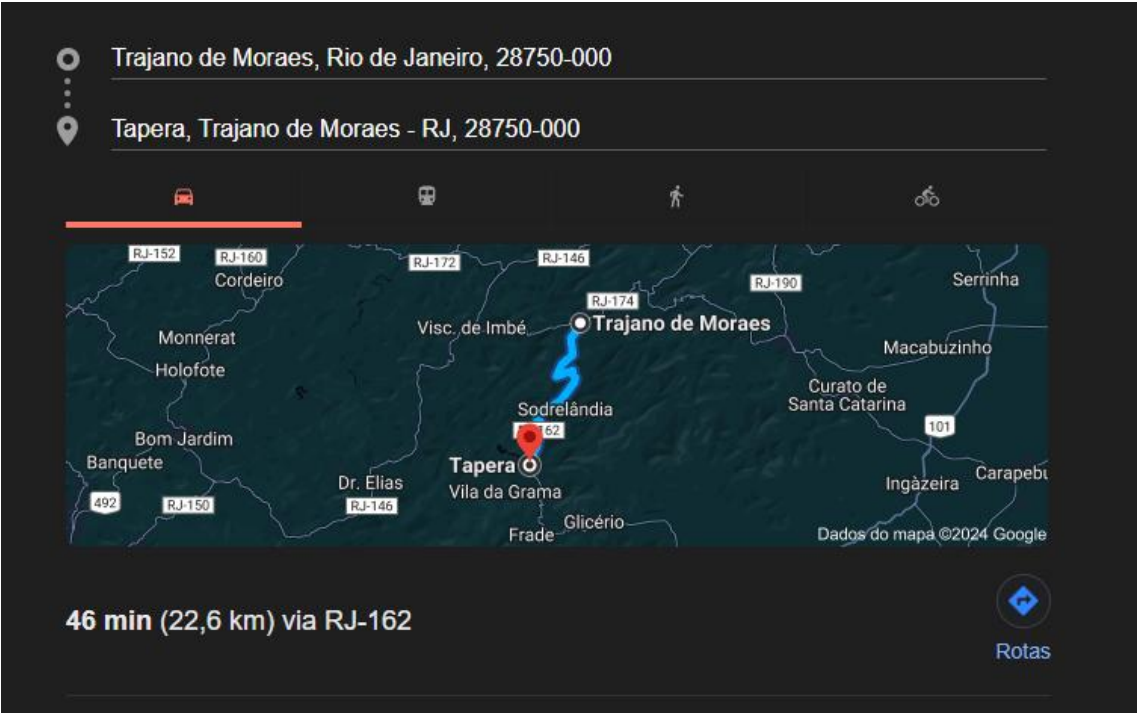 Trajano de Moraes, Rio de Janeiro, 28750-000
Tapera, Trajano de Moraes - RJ, 28750-000
RJ-152
RJ-160
Cordeiro
RJ-172
RJ-146
RJ-190
Serrinha
RJ-174
Visc. de Imbé
Trajano de Moraes
Monnerat
Macabuzinho
Holofote
Curato de
Santa Catarina
Sodrelândia
101
62
Bom Jardim
Banquete
Tapera
Dr. Elias
Vila da Grama
Ingàzeira
Carapebu
492
RJ-150
RJ-146
Glicério
Frade
Dados do mapa ©2024 Google
46 min (22,6 km) via RJ-162
Rotas